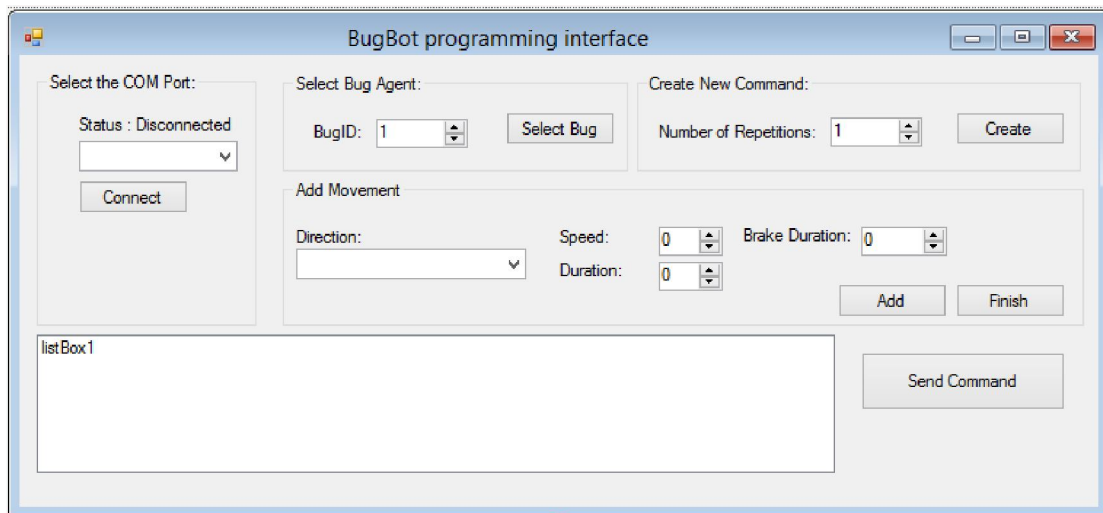 BugBot programming interface
Select the COM Port:
Status : Disconnected
Connect
Select Bug Agent:
BugID: 1
Select Bug
Create New Command:
Number of Repetitions: 1
Create
Add Movement
Direction:
Speed: 0
Duration: 0
Brake Duration: 0
Add
Finish
listBox1
Send Command